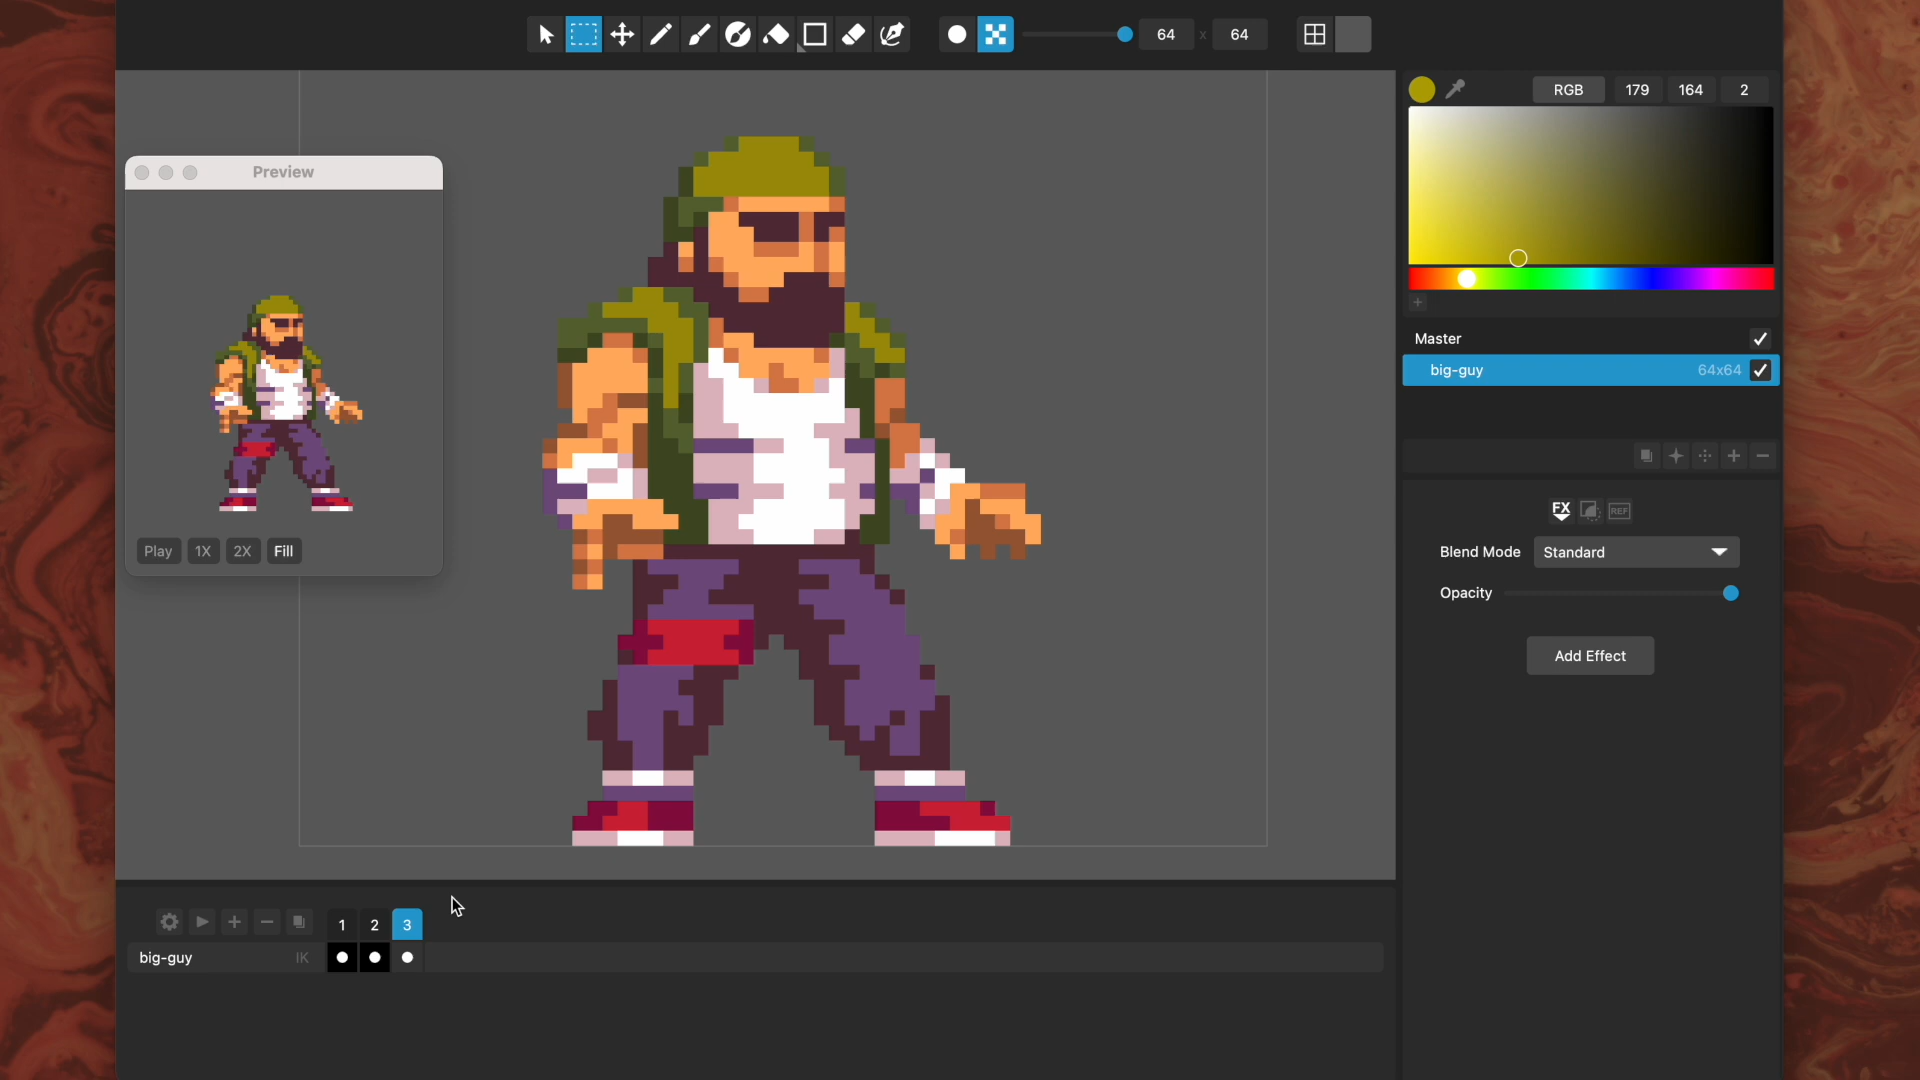 64 x 64
RGB 179 164 2
Preview
Master
big-guy 64x64
FX REF
Blend Mode Standard
Play 1X 2X Fill
Opacity
Add Effect
1 2 3
big-guy IK